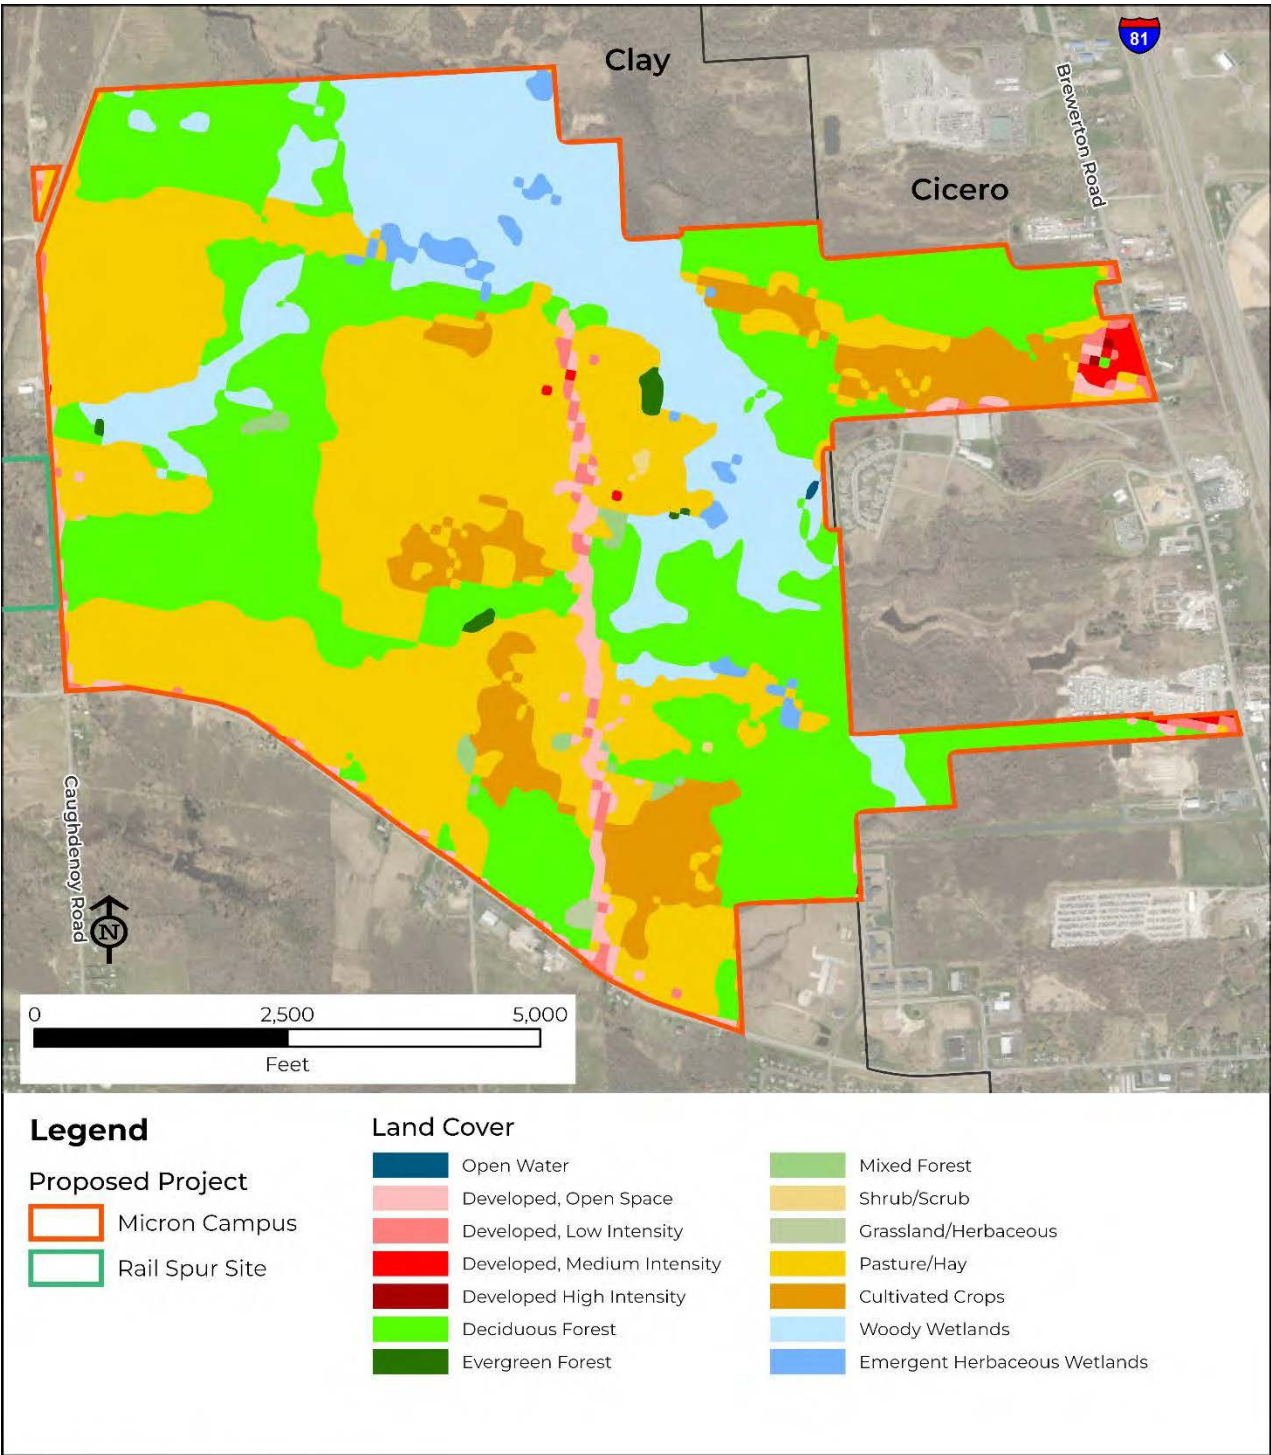 Clay
81
Brewerton Road
Cicero
Caughdenoy Road
N
0 2,500 5,000
Feet
Legend
Proposed Project
Micron Campus
Rail Spur Site
Land Cover
Open Water
Developed, Open Space
Developed, Low Intensity
Developed, Medium Intensity
Developed High Intensity
Deciduous Forest
Evergreen Forest
Mixed Forest
Shrub/Scrub
Grassland/Herbaceous
Pasture/Hay
Cultivated Crops
Woody Wetlands
Emergent Herbaceous Wetlands